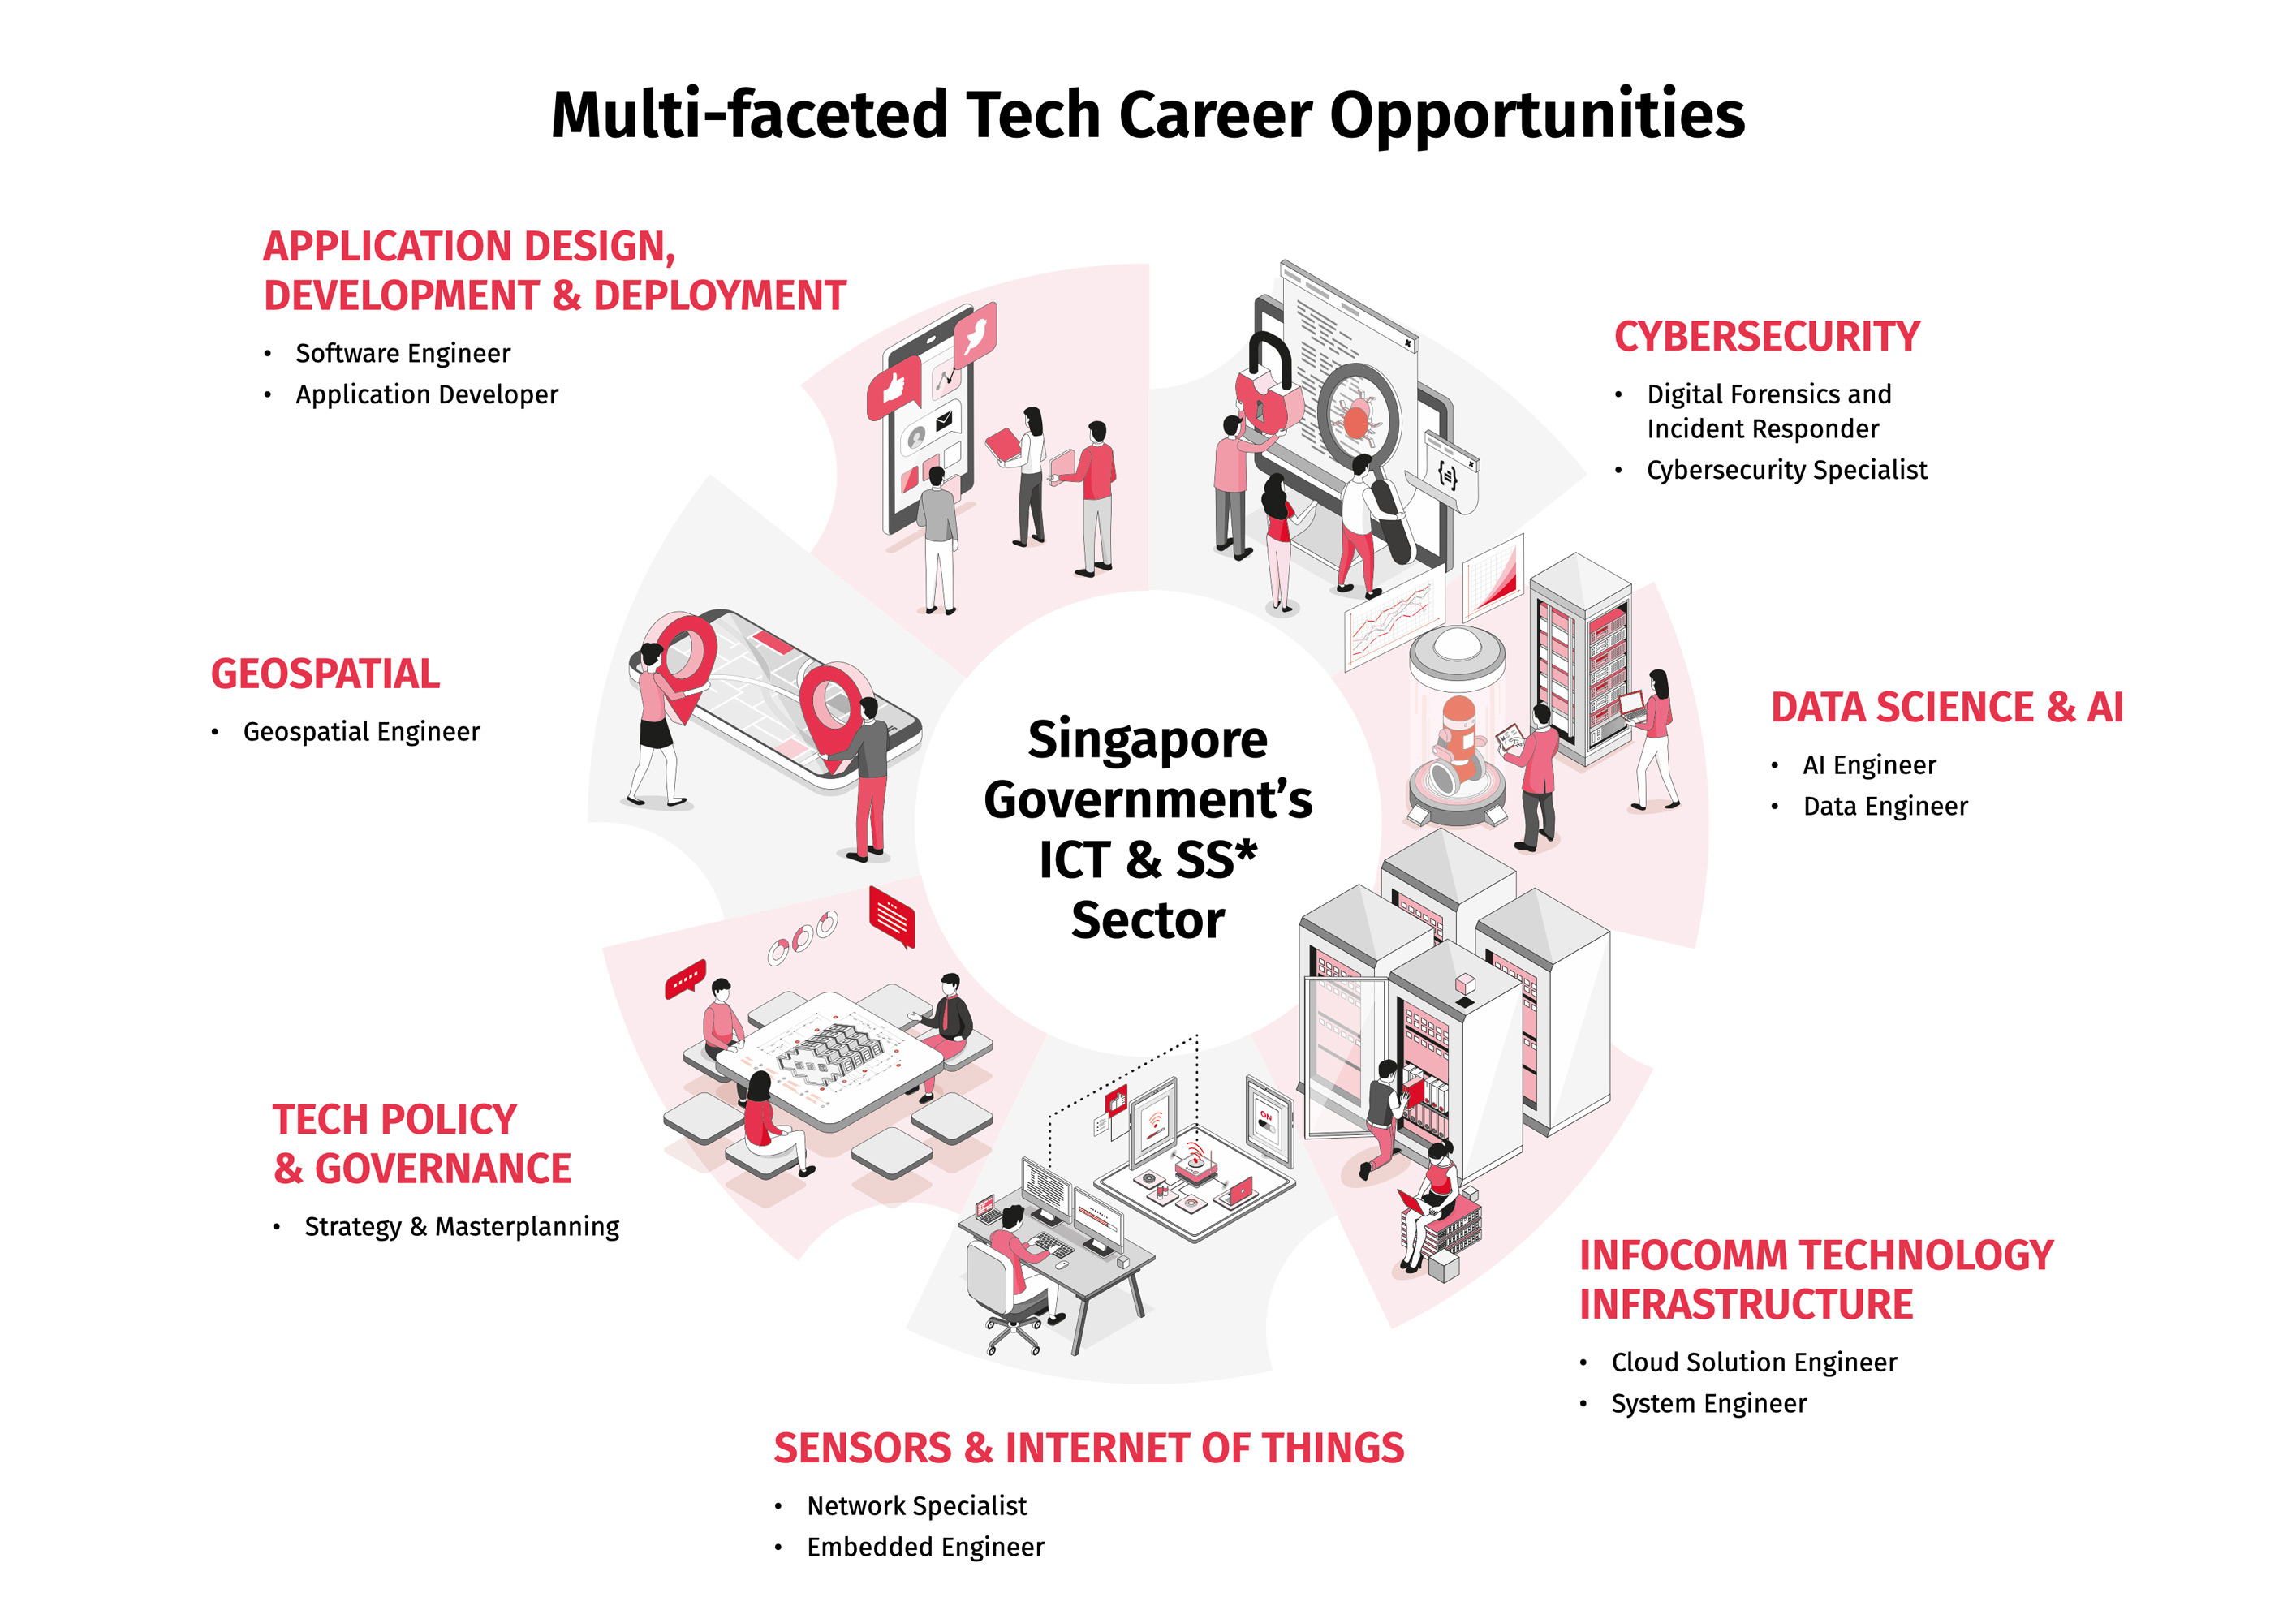 Multi-faceted Tech Career Opportunities
APPLICATION DESIGN,
DEVELOPMENT & DEPLOYMENT
• Software Engineer
• Application Developer
CYBERSECURITY
• Digital Forensics and
Incident Responder
• Cybersecurity Specialist
GEOSPATIAL
• Geospatial Engineer
DATA SCIENCE & AI
• AI Engineer
• Data Engineer
Singapore
Government's
ICT & SS*
Sector
TECH POLICY
& GOVERNANCE
• Strategy & Masterplanning
ON
INFOCOMM TECHNOLOGY
INFRASTRUCTURE
• Cloud Solution Engineer
• System Engineer
SENSORS & INTERNET OF THINGS
• Network Specialist
• Embedded Engineer